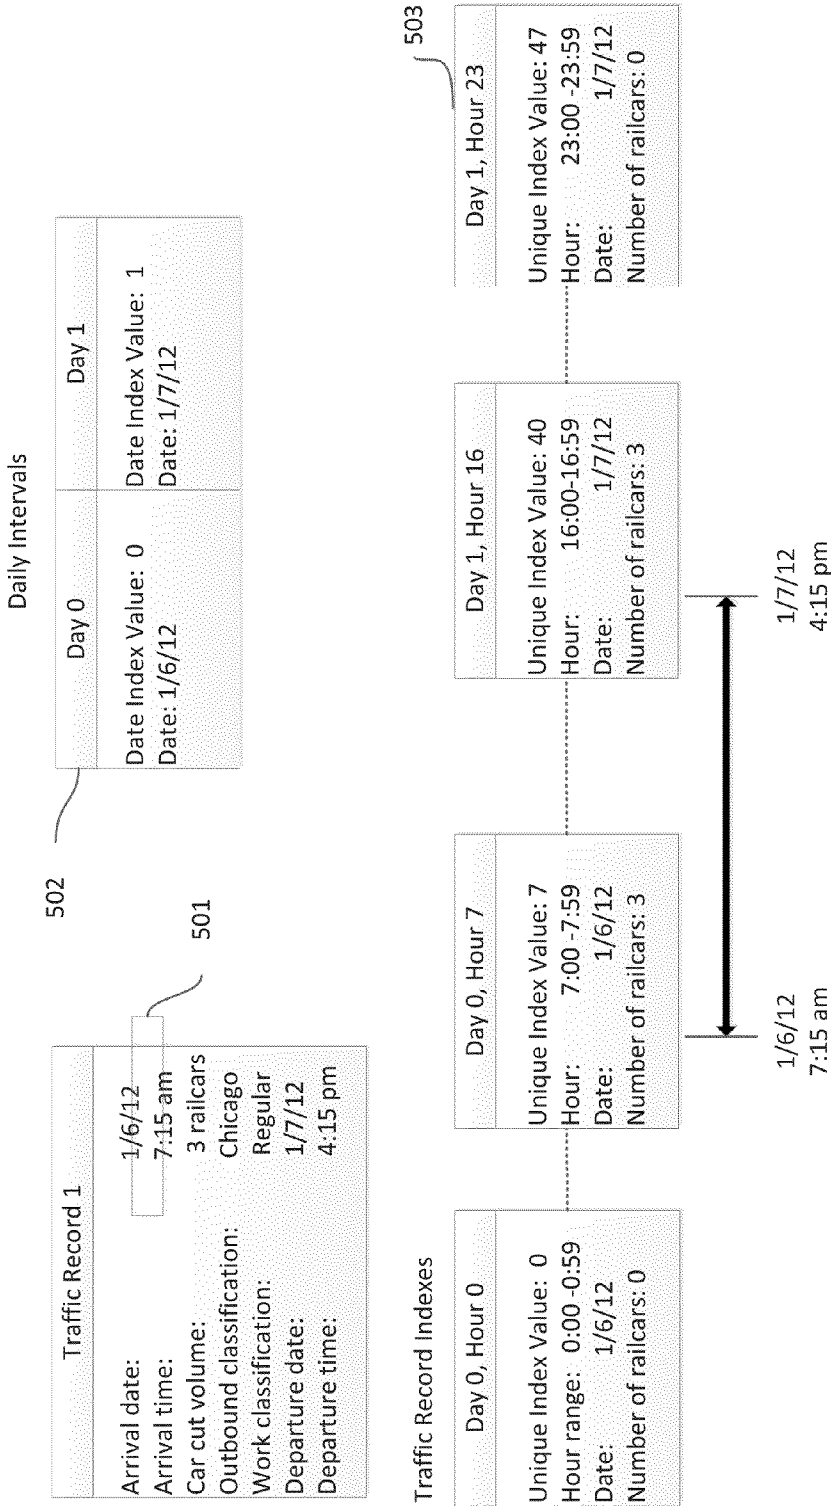 Traffic Record 1
Arrival date: 1/6/12
Arrival time: 7:15 am
Car cut volume: 3 railcars
Outbound classification: Chicago
Work classification: Regular
Departure date: 1/7/12
Departure time: 4:15 pm
501
502
Daily Intervals
Day 0
Date Index Value: 0
Date: 1/6/12
Day 1
Date Index Value: 1
Date: 1/7/12
Traffic Record Indexes
Day 0, Hour 0
Unique Index Value: 0
Hour range: 0:00 -0:59
Date: 1/6/12
Number of railcars: 0
Day 0, Hour 7
Unique Index Value: 7
Hour: 7:00 -7:59
Date: 1/6/12
Number of railcars: 3
Day 1, Hour 16
Unique Index Value: 40
Hour: 16:00-16:59
Date: 1/7/12
Number of railcars: 3
503
Day 1, Hour 23
Unique Index Value: 47
Hour: 23:00 -23:59
Date: 1/7/12
Number of railcars: 0
1/6/12
7:15 am
1/7/12
4:15 pm